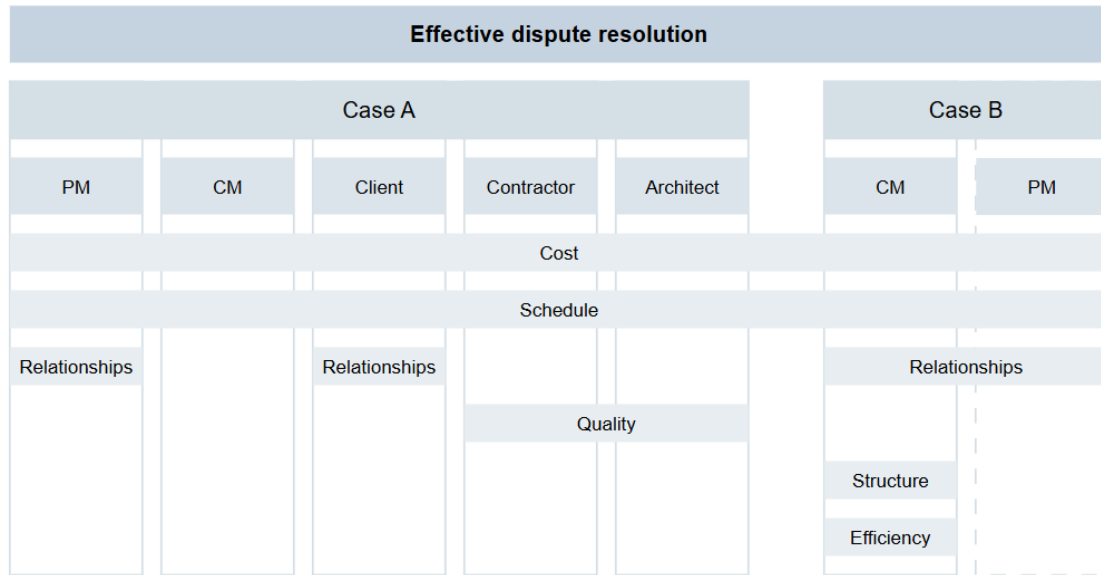 Effective dispute resolution
Case A
Case B
PM
CM
Client
Contractor
Architect
CM
PM
Cost
Schedule
Relationships
Relationships
Relationships
Quality
Structure
Efficiency